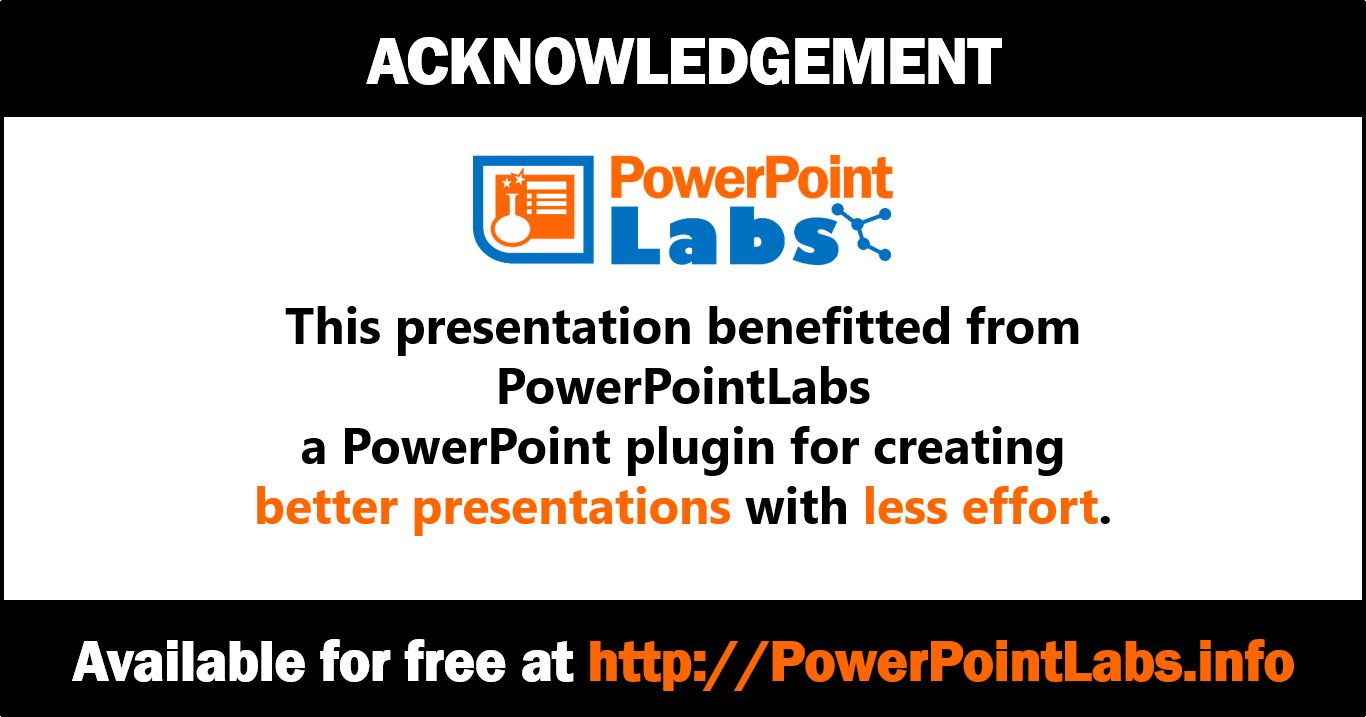 ACKNOWLEDGEMENT
PowerPoint
Labs
This presentation benefitted from
PowerPointLabs
a PowerPoint plugin for creating
better presentations with less effort.
Available for free at http://PowerPointLabs.info